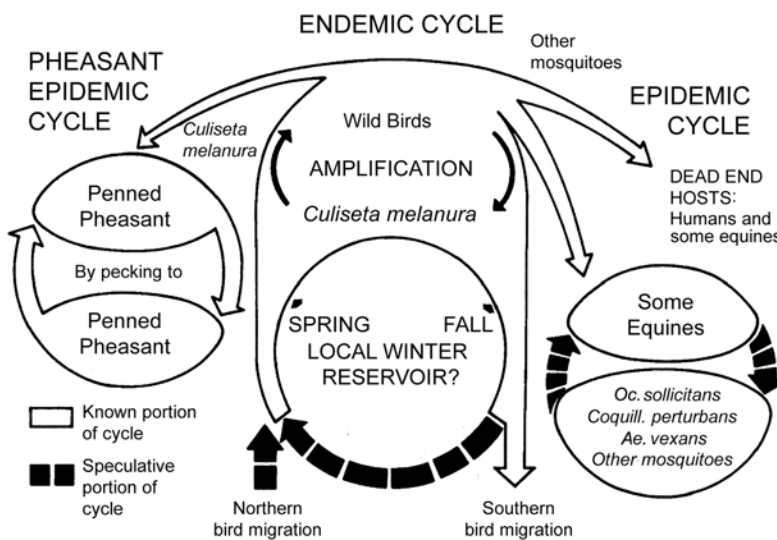 ENDEMIC CYCLE
PHEASANT
EPIDEMIC
CYCLE
Other
mosquitoes
EPIDEMIC
CYCLE
Culiseta
melanura
Wild Birds
AMPLIFICATION
Culiseta melanura
DEAD END
HOSTS:
Humans and
some equines
Penned
Pheasant
By pecking to
Penned
Pheasant
SPRING
FALL
LOCAL WINTER
RESERVOIR?
Some
Equines
Oc. sollicitans
Coquill. perturbans
Ae. vexans
Other mosquitoes
Known portion
of cycle
Speculative
portion of
cycle
Northern
bird migration
Southern
bird migration